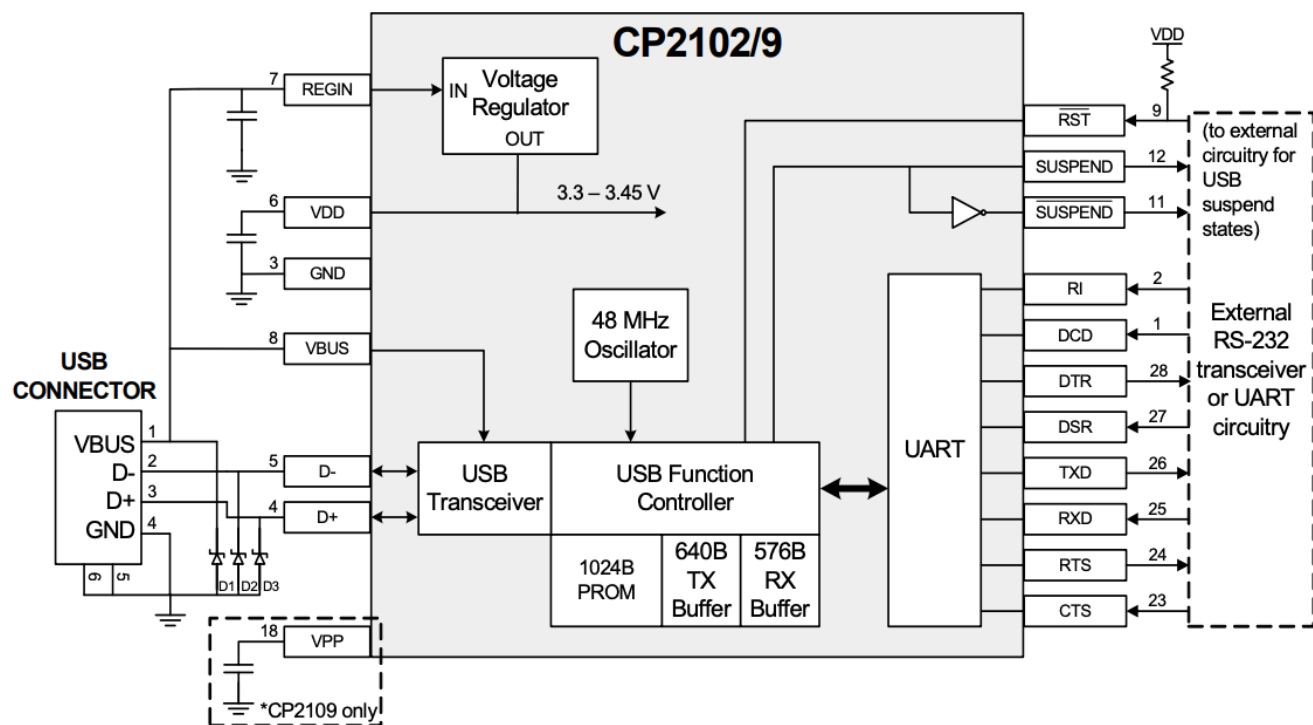 CP2102/9
VDD
7
REGIN
IN
Voltage
Regulator
OUT
9
RST
(to external
circuitry for
USB
suspend
states)
12
SUSPEND
11
SUSPEND
6
VDD
3.3 – 3.45 V
3
GND
48 MHz
Oscillator
2
RI
1
DCD
28
DTR
27
DSR
26
TXD
25
RXD
24
RTS
23
CTS
External
RS-232
transceiver
or UART
circuitry
8
VBUS
USB
CONNECTOR
VBUS
1
D-
2
D+
3
GND
4
6
5
5
D-
4
D+
D1
D2
D3
USB
Transceiver
USB Function
Controller
UART
1024B
PROM
640B
TX
Buffer
576B
RX
Buffer
18
VPP
*CP2109 only